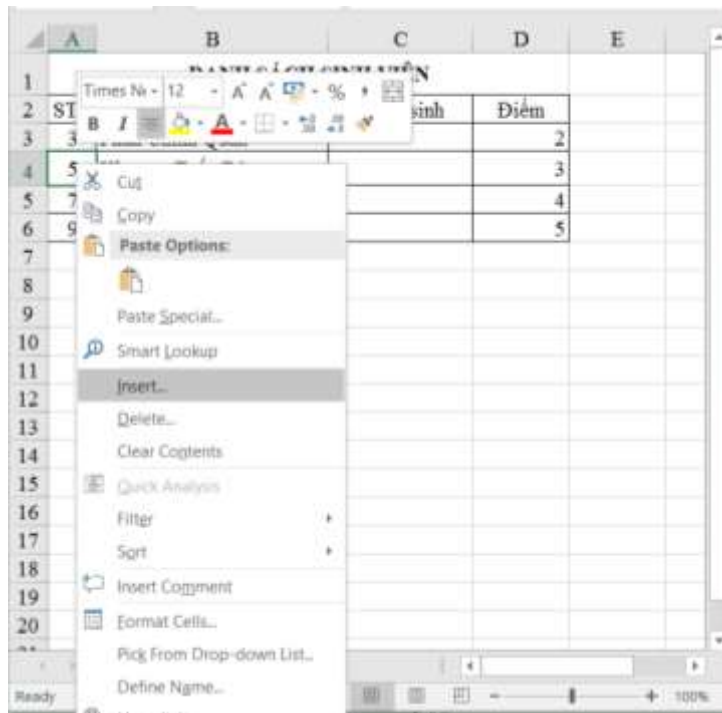 A B C D E
1
Times Ne 12 A A % ,
2 ST sinh Điểm
B I A
3 3 2
4 5 3
5 7 4
6 9 5
7
8
9
10
11
12
13
14
15
16
17
18
19
20
Cut
Copy
Paste Options:
Paste Special...
Smart Lookup
Insert...
Delete...
Clear Contents
Quick Analysis
Filter
Sort
Insert Comment
Format Cells...
Pick From Drop-down List...
Define Name...
Ready 100%